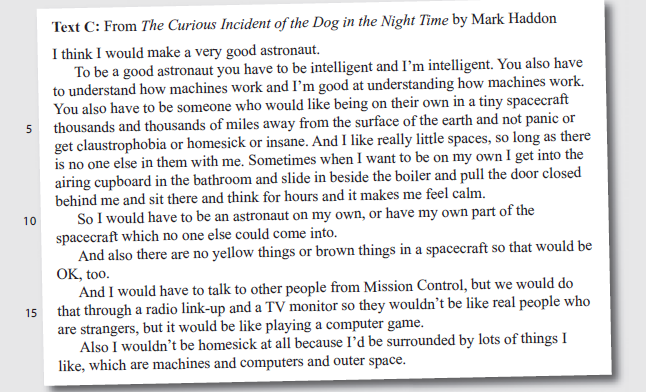 Text C: From The Curious Incident of the Dog in the Night Time by Mark Haddon
I think I would make a very good astronaut.
To be a good astronaut you have to be intelligent and I'm intelligent. You also have
to understand how machines work and I'm good at understanding how machines work.
You also have to be someone who would like being on their own in a tiny spacecraft
5 thousands and thousands of miles away from the surface of the earth and not panic or
get claustrophobia or homesick or insane. And I like really little spaces, so long as there
is no one else in them with me. Sometimes when I want to be on my own I get into the
airing cupboard in the bathroom and slide in beside the boiler and pull the door closed
behind me and sit there and think for hours and it makes me feel calm.
10 So I would have to be an astronaut on my own, or have my own part of the
spacecraft which no one else could come into.
And also there are no yellow things or brown things in a spacecraft so that would be
OK, too.
And I would have to talk to other people from Mission Control, but we would do
15 that through a radio link-up and a TV monitor so they wouldn't be like real people who
are strangers, but it would be like playing a computer game.
Also I wouldn't be homesick at all because I'd be surrounded by lots of things I
like, which are machines and computers and outer space.